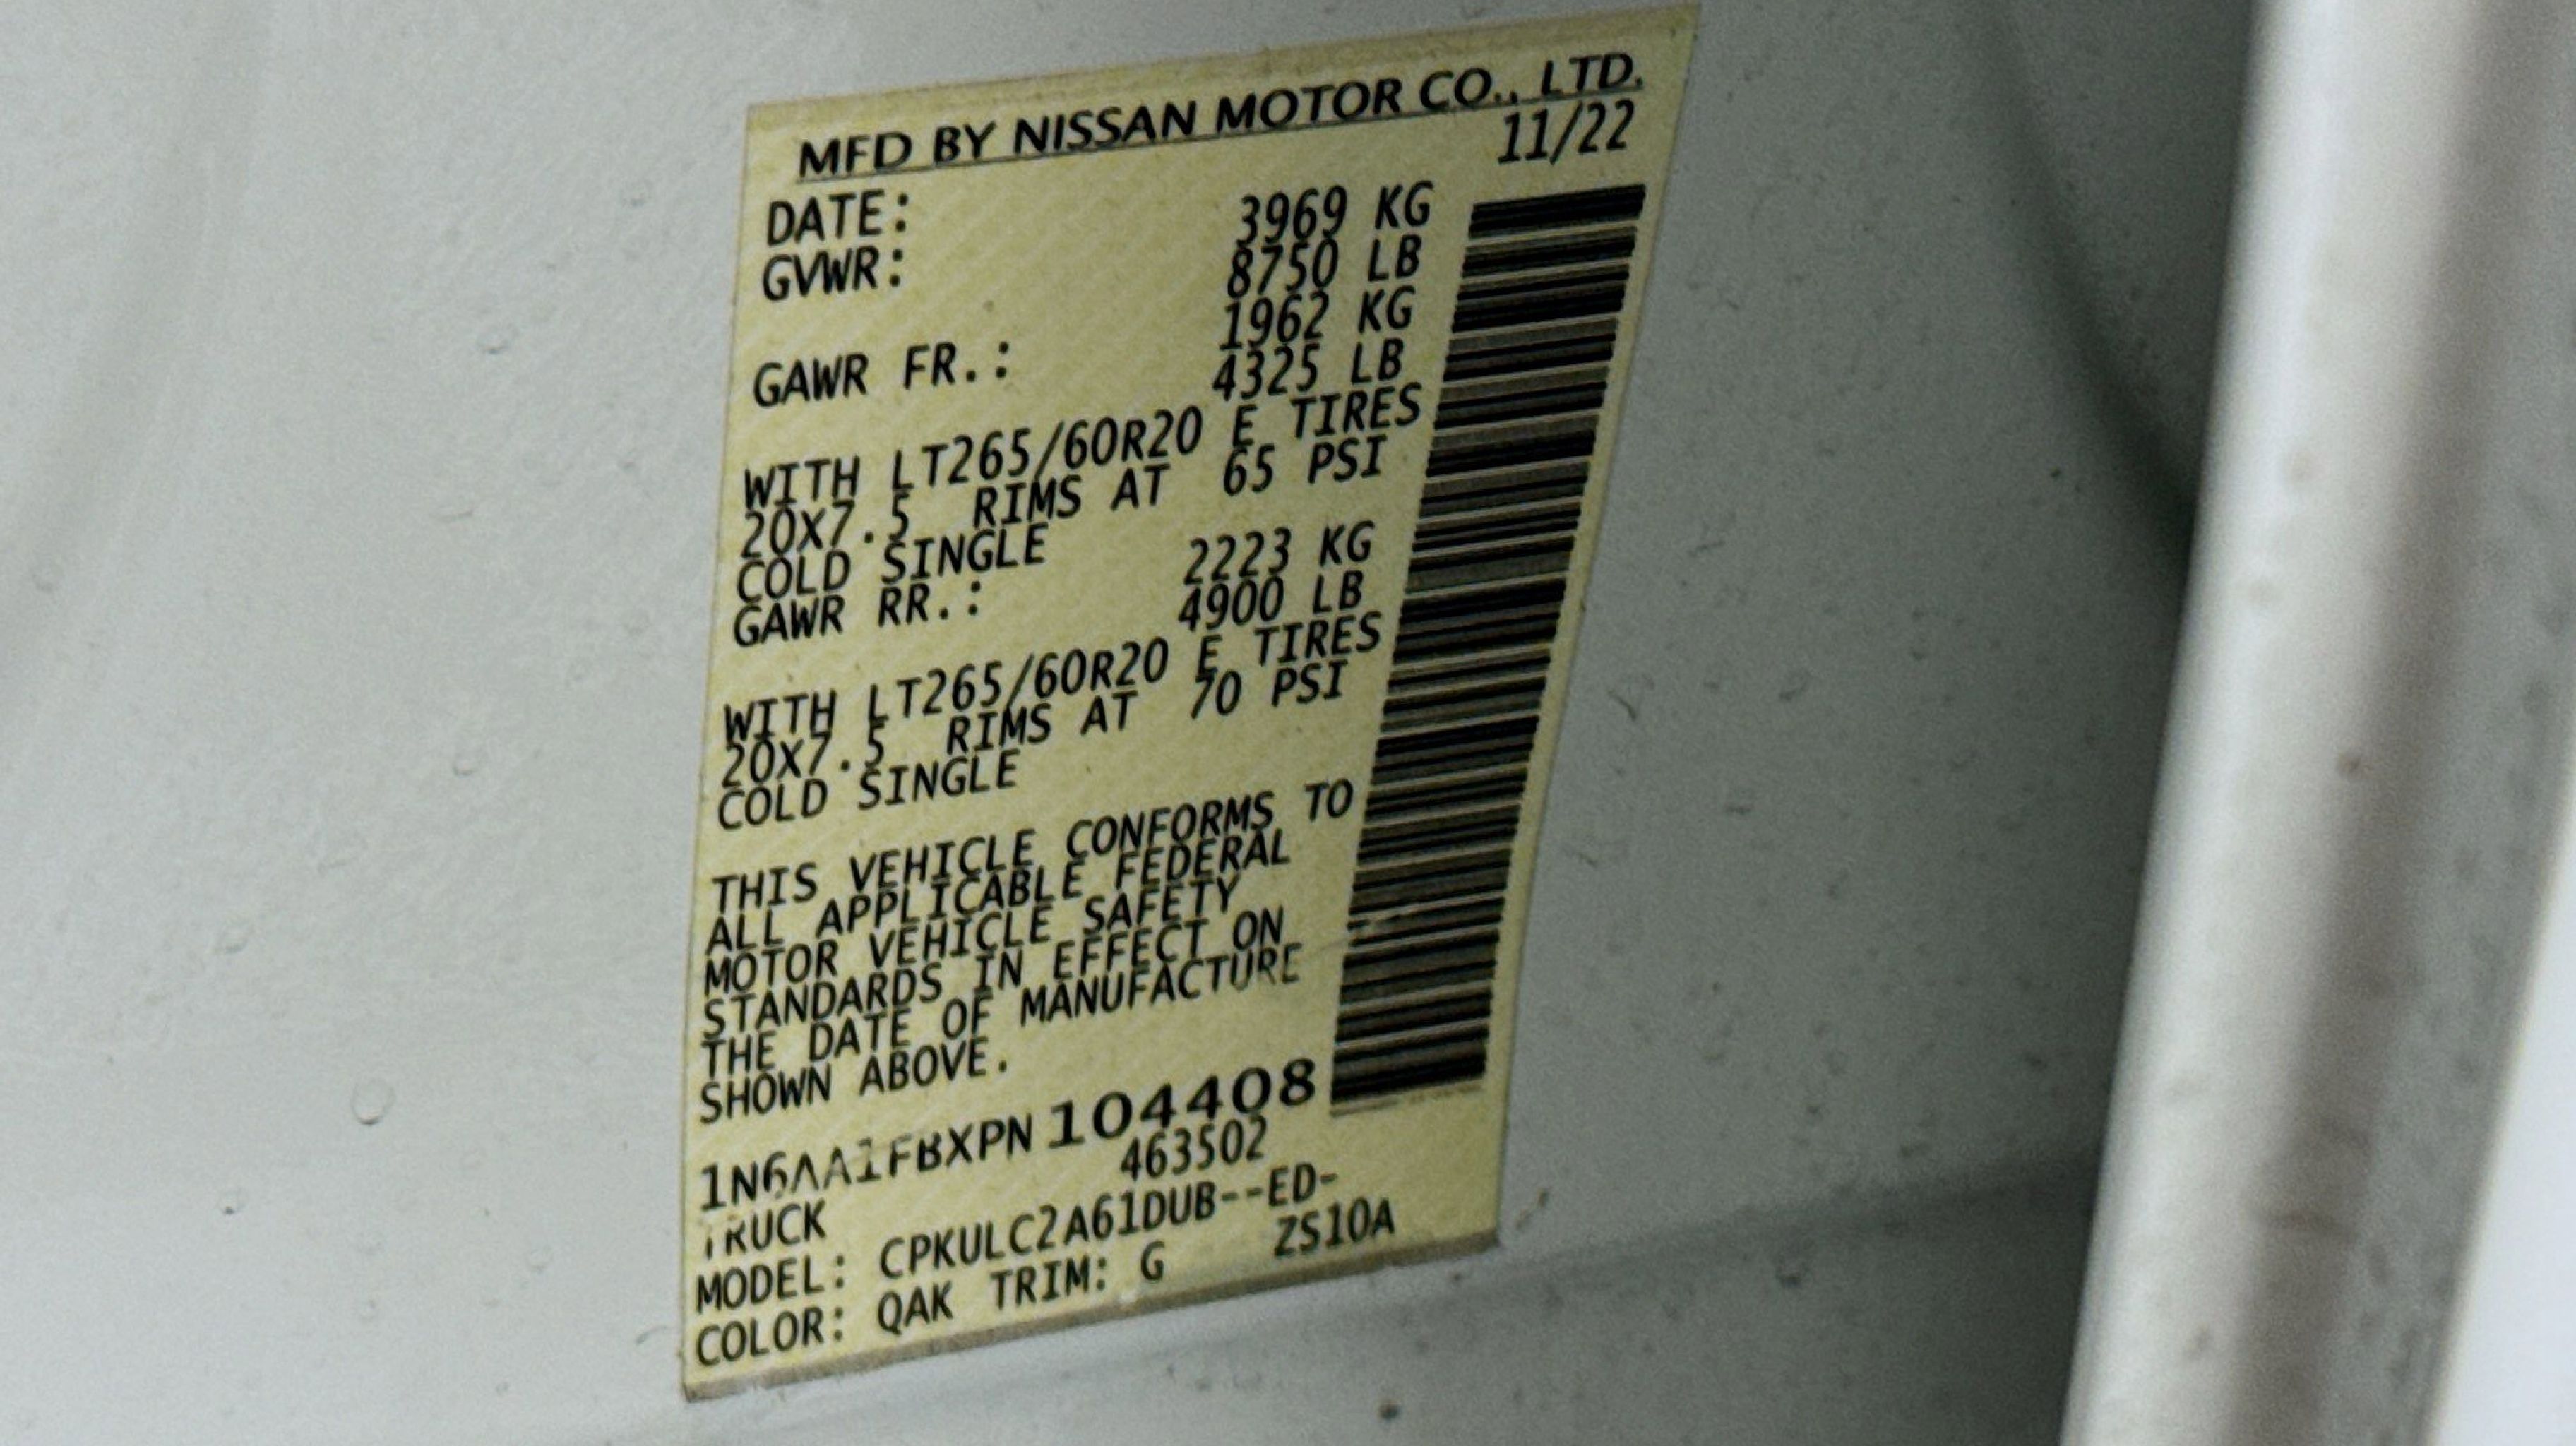 MFD BY NISSAN MOTOR CO., LTD.
DATE: 11/22
GVWR: 3969 KG
8750 LB
GAWR FR.: 1962 KG
4325 LB
WITH LT265/60R20 E TIRES
20X7.5 RIMS AT 65 PSI
COLD SINGLE
GAWR RR.: 2223 KG
4900 LB
WITH LT265/60R20 E TIRES
20X7.5 RIMS AT 70 PSI
COLD SINGLE
THIS VEHICLE CONFORMS TO
ALL APPLICABLE FEDERAL
MOTOR VEHICLE SAFETY
STANDARDS IN EFFECT ON
THE DATE OF MANUFACTURE
SHOWN ABOVE.
1N6AA1FBXPN104408
TRUCK 463502
MODEL: CPKULC2A61DUB--ED-
COLOR: QAK TRIM: G ZS10A